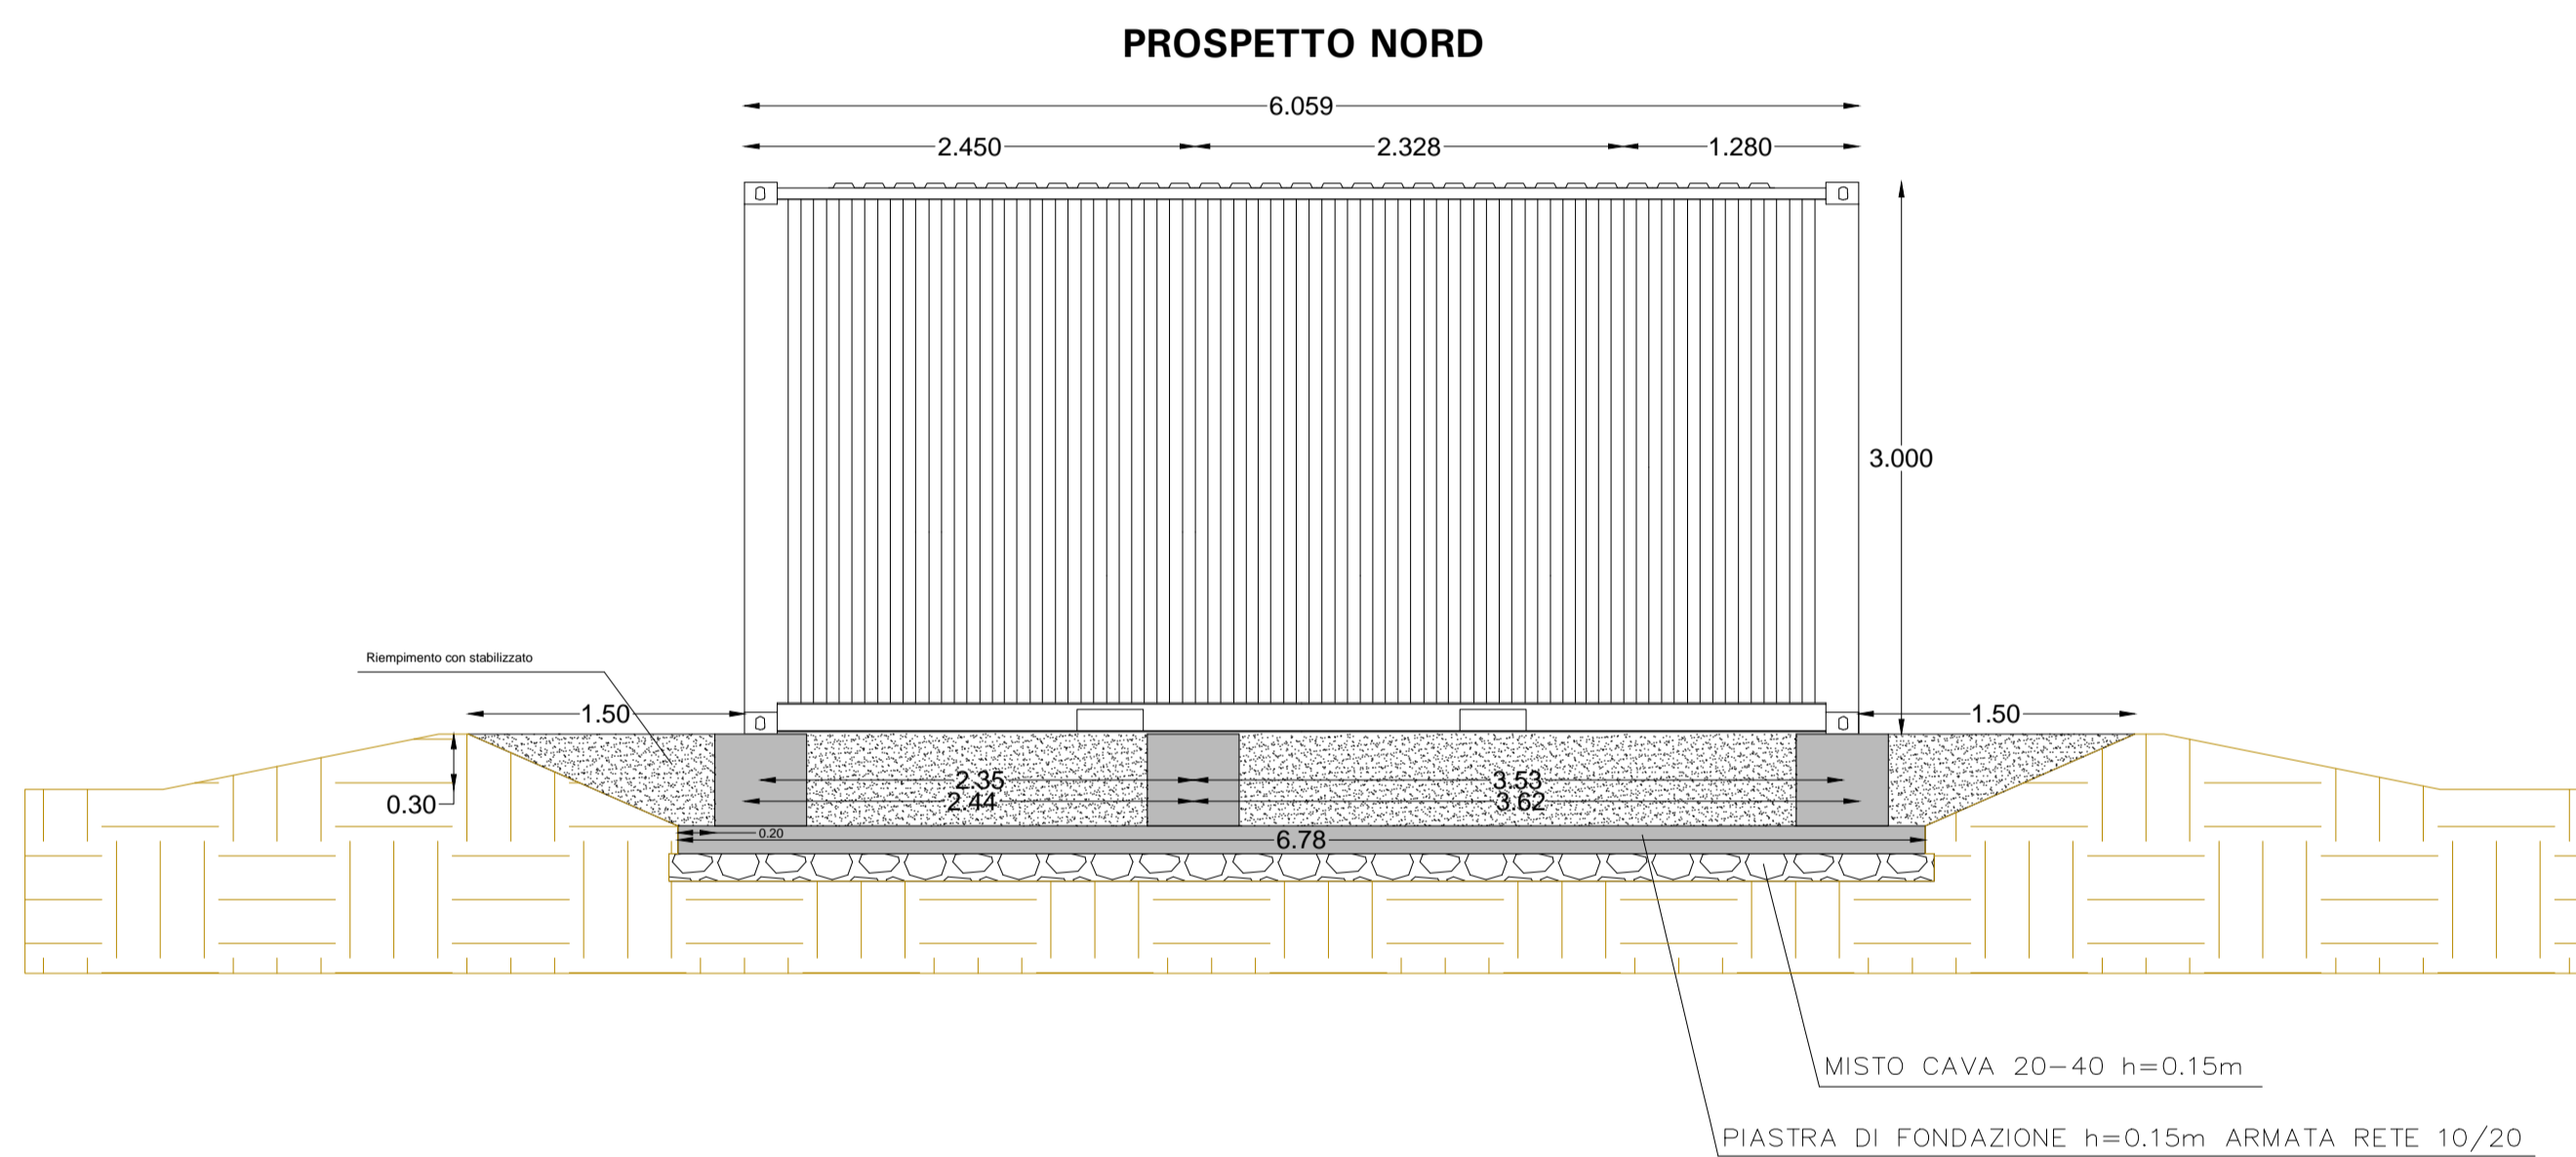 PROSPETTO NORD
6.059
2.450 2.328 1.280
3.000
Riempimento con stabilizzato
1.50 1.50
2.35 3.53
0.30 2.44 3.62
0.20
6.78
MISTO CAVA 20-40 h=0.15m
PIASTRA DI FONDAZIONE h=0.15m ARMATA RETE 10/20